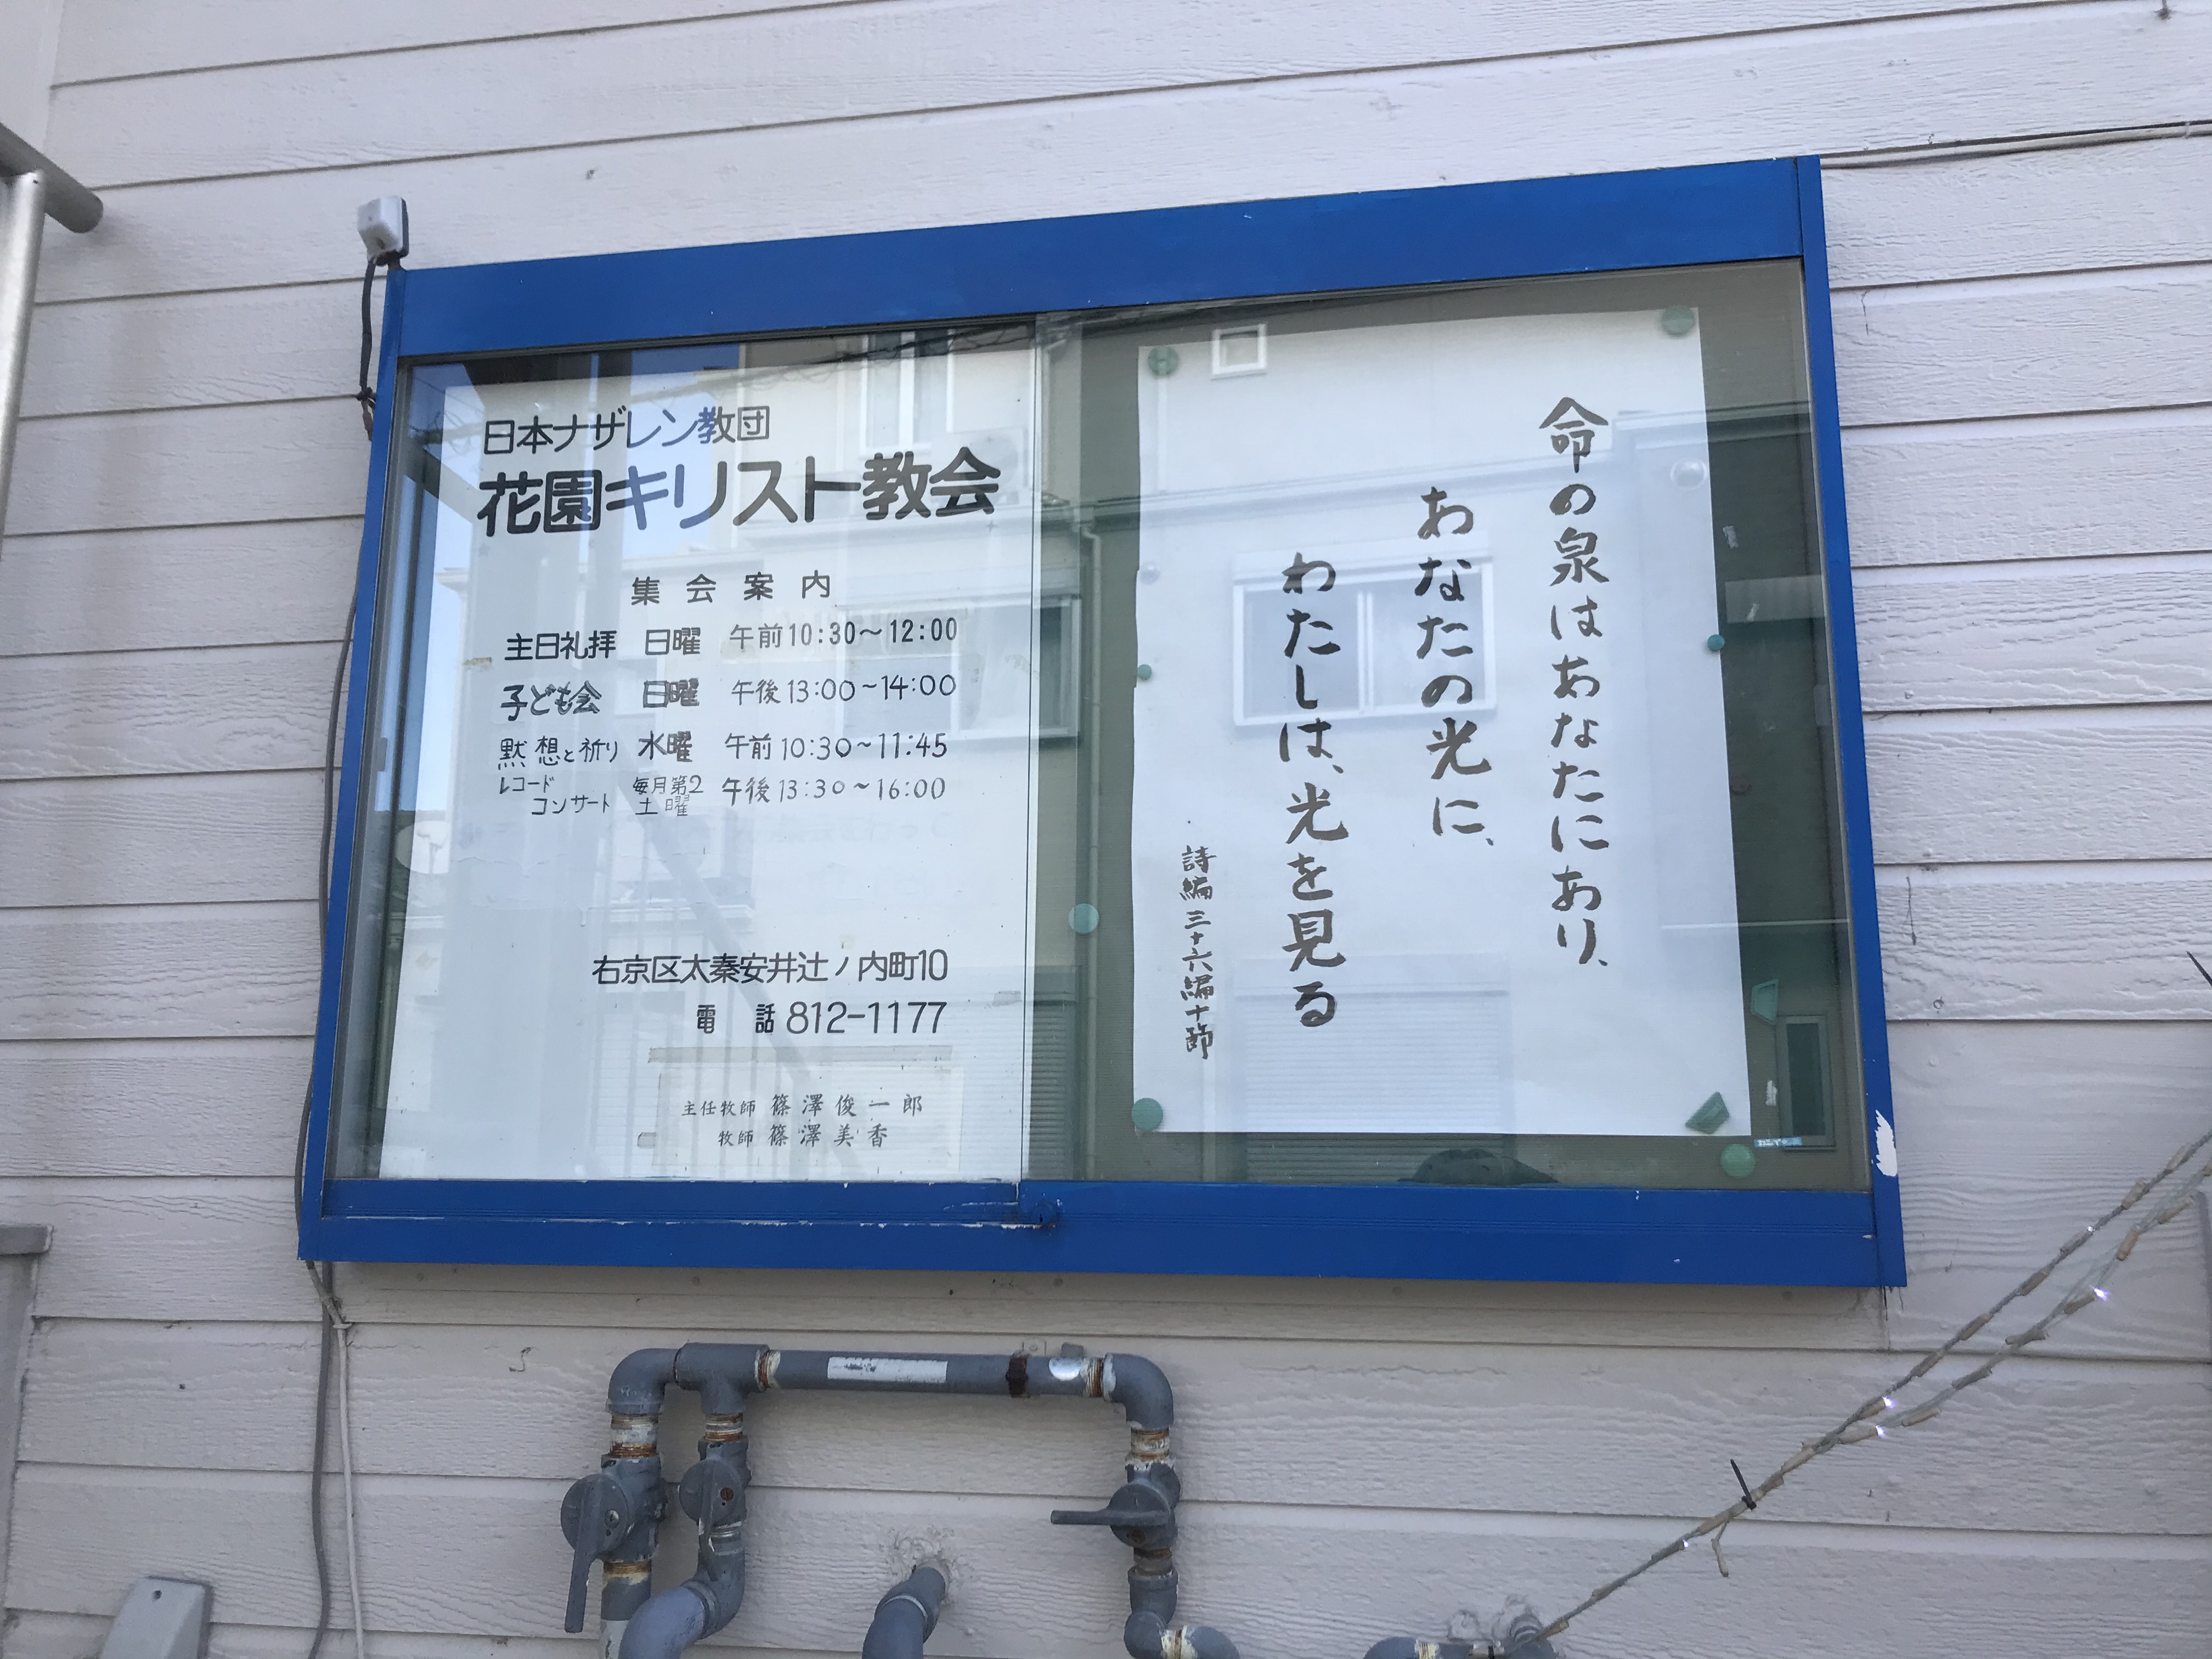 日本ナザレン教団
花園キリスト教会
集会案内
主日礼拝 日曜 午前10:30〜12:00
子ども会 日曜 午後13:00〜14:00
黙想と祈り 水曜 午前10:30〜11:45
レコードコンサート 毎月第2土曜 午後13:30〜16:00
右京区太秦安井辻ノ内町10
電話812-1177
主任牧師 篠澤俊一郎
牧師 篠澤美香
命の泉はあなたにあり、
あなたの光に、
わたしは、光を見る
詩編三十六編十節